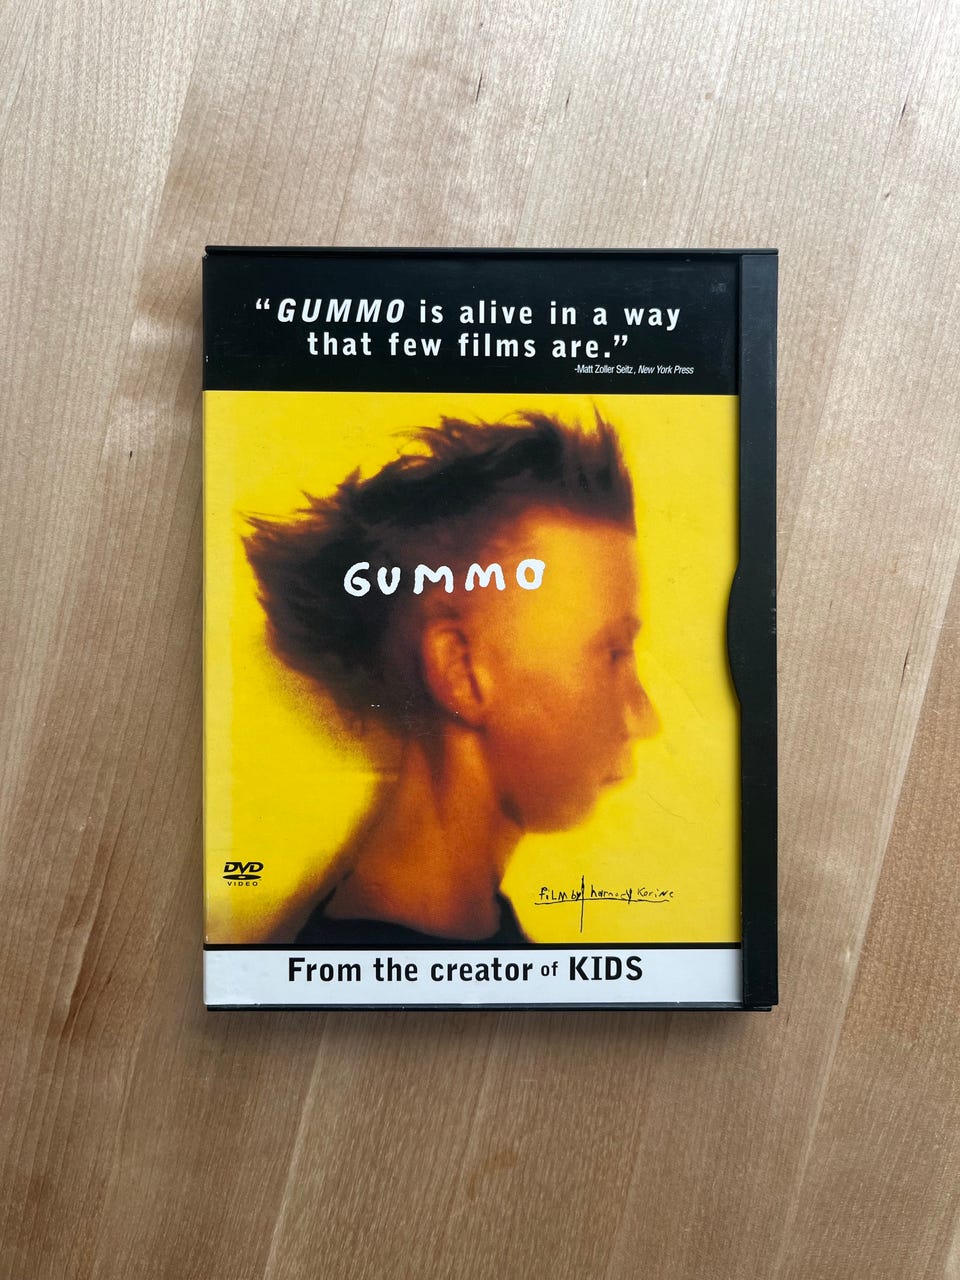 “GUMMO is alive in a way
that few films are.”
-Matt Zoller Seitz, New York Press
GUMMO
DVD
VIDEO
film by harmony Korine
From the creator of KIDS